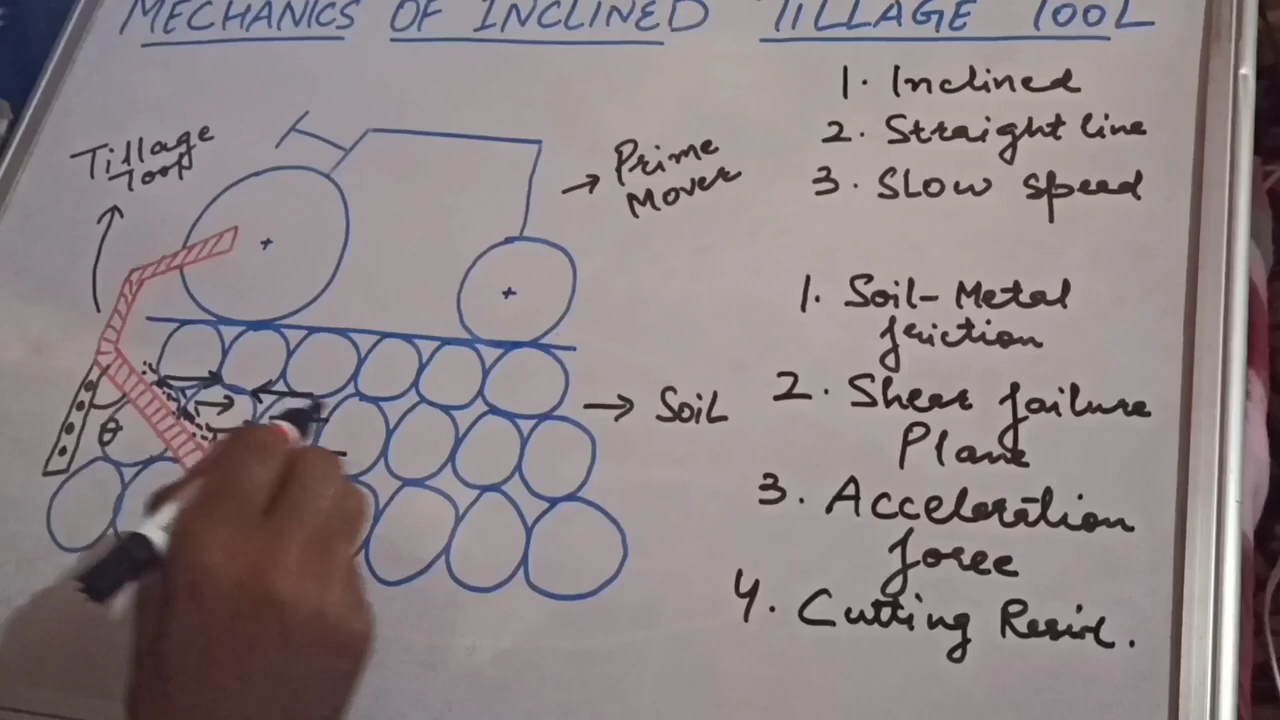 MECHANICS OF INCLINED TILLAGE TOOL
Tillage
Tool
Prime
Mover
θ
Soil
1. Inclined
2. Straight line
3. SLow speed
1. Soil-Metal
friction
2. Shear failure
Plane
3. Acceleration
force
4. Cutting Resist.